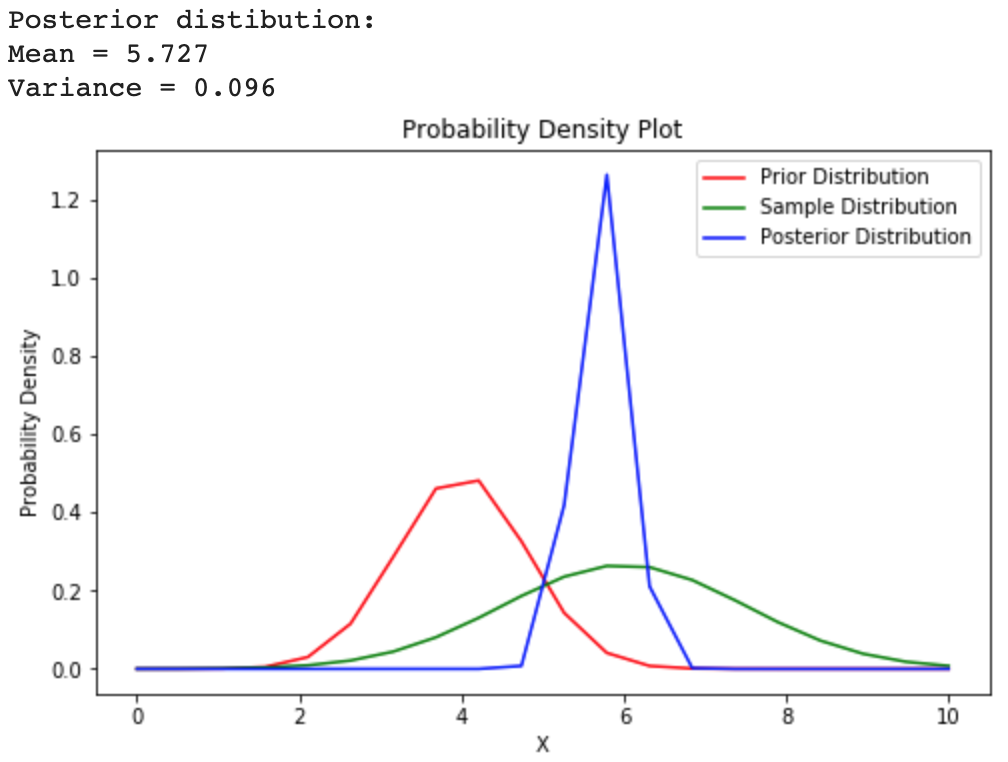 Posterior distibution:
Mean = 5.727
Variance = 0.096
Probability Density Plot
Prior Distribution
Sample Distribution
Posterior Distribution
Probability Density
1.2
1.0
0.8
0.6
0.4
0.2
0.0
0 2 4 6 8 10
X